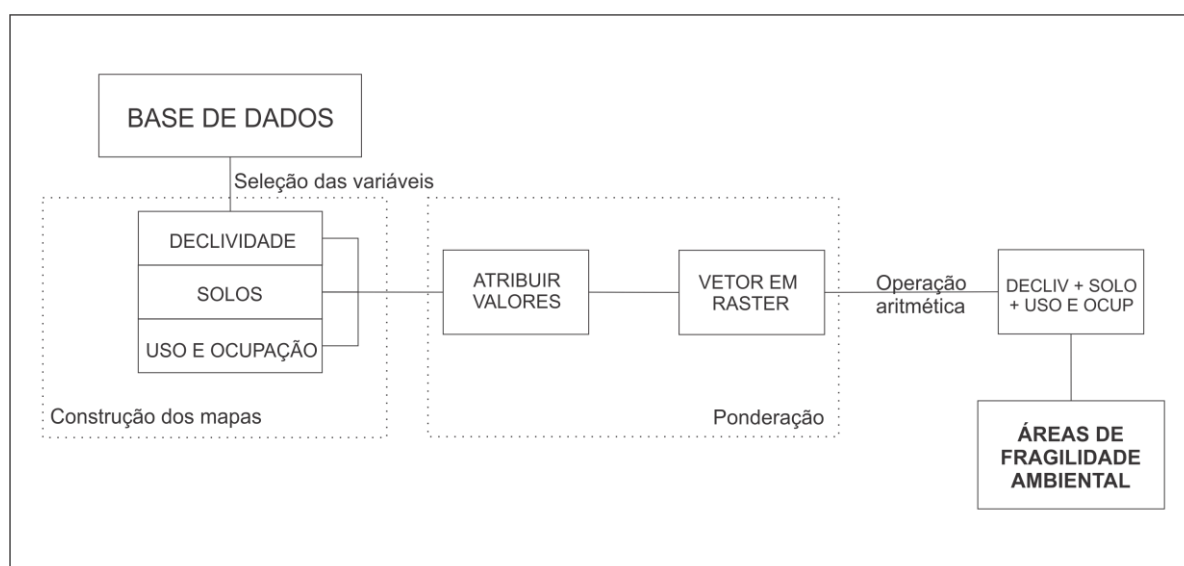 BASE DE DADOS
Seleção das variáveis
DECLIVIDADE
SOLOS
USO E OCUPAÇÃO
Construção dos mapas
ATRIBUIR
VALORES
VETOR EM
RASTER
Ponderação
Operação
aritmética
DECLIV + SOLO
+ USO E OCUP
ÁREAS DE
FRAGILIDADE
AMBIENTAL